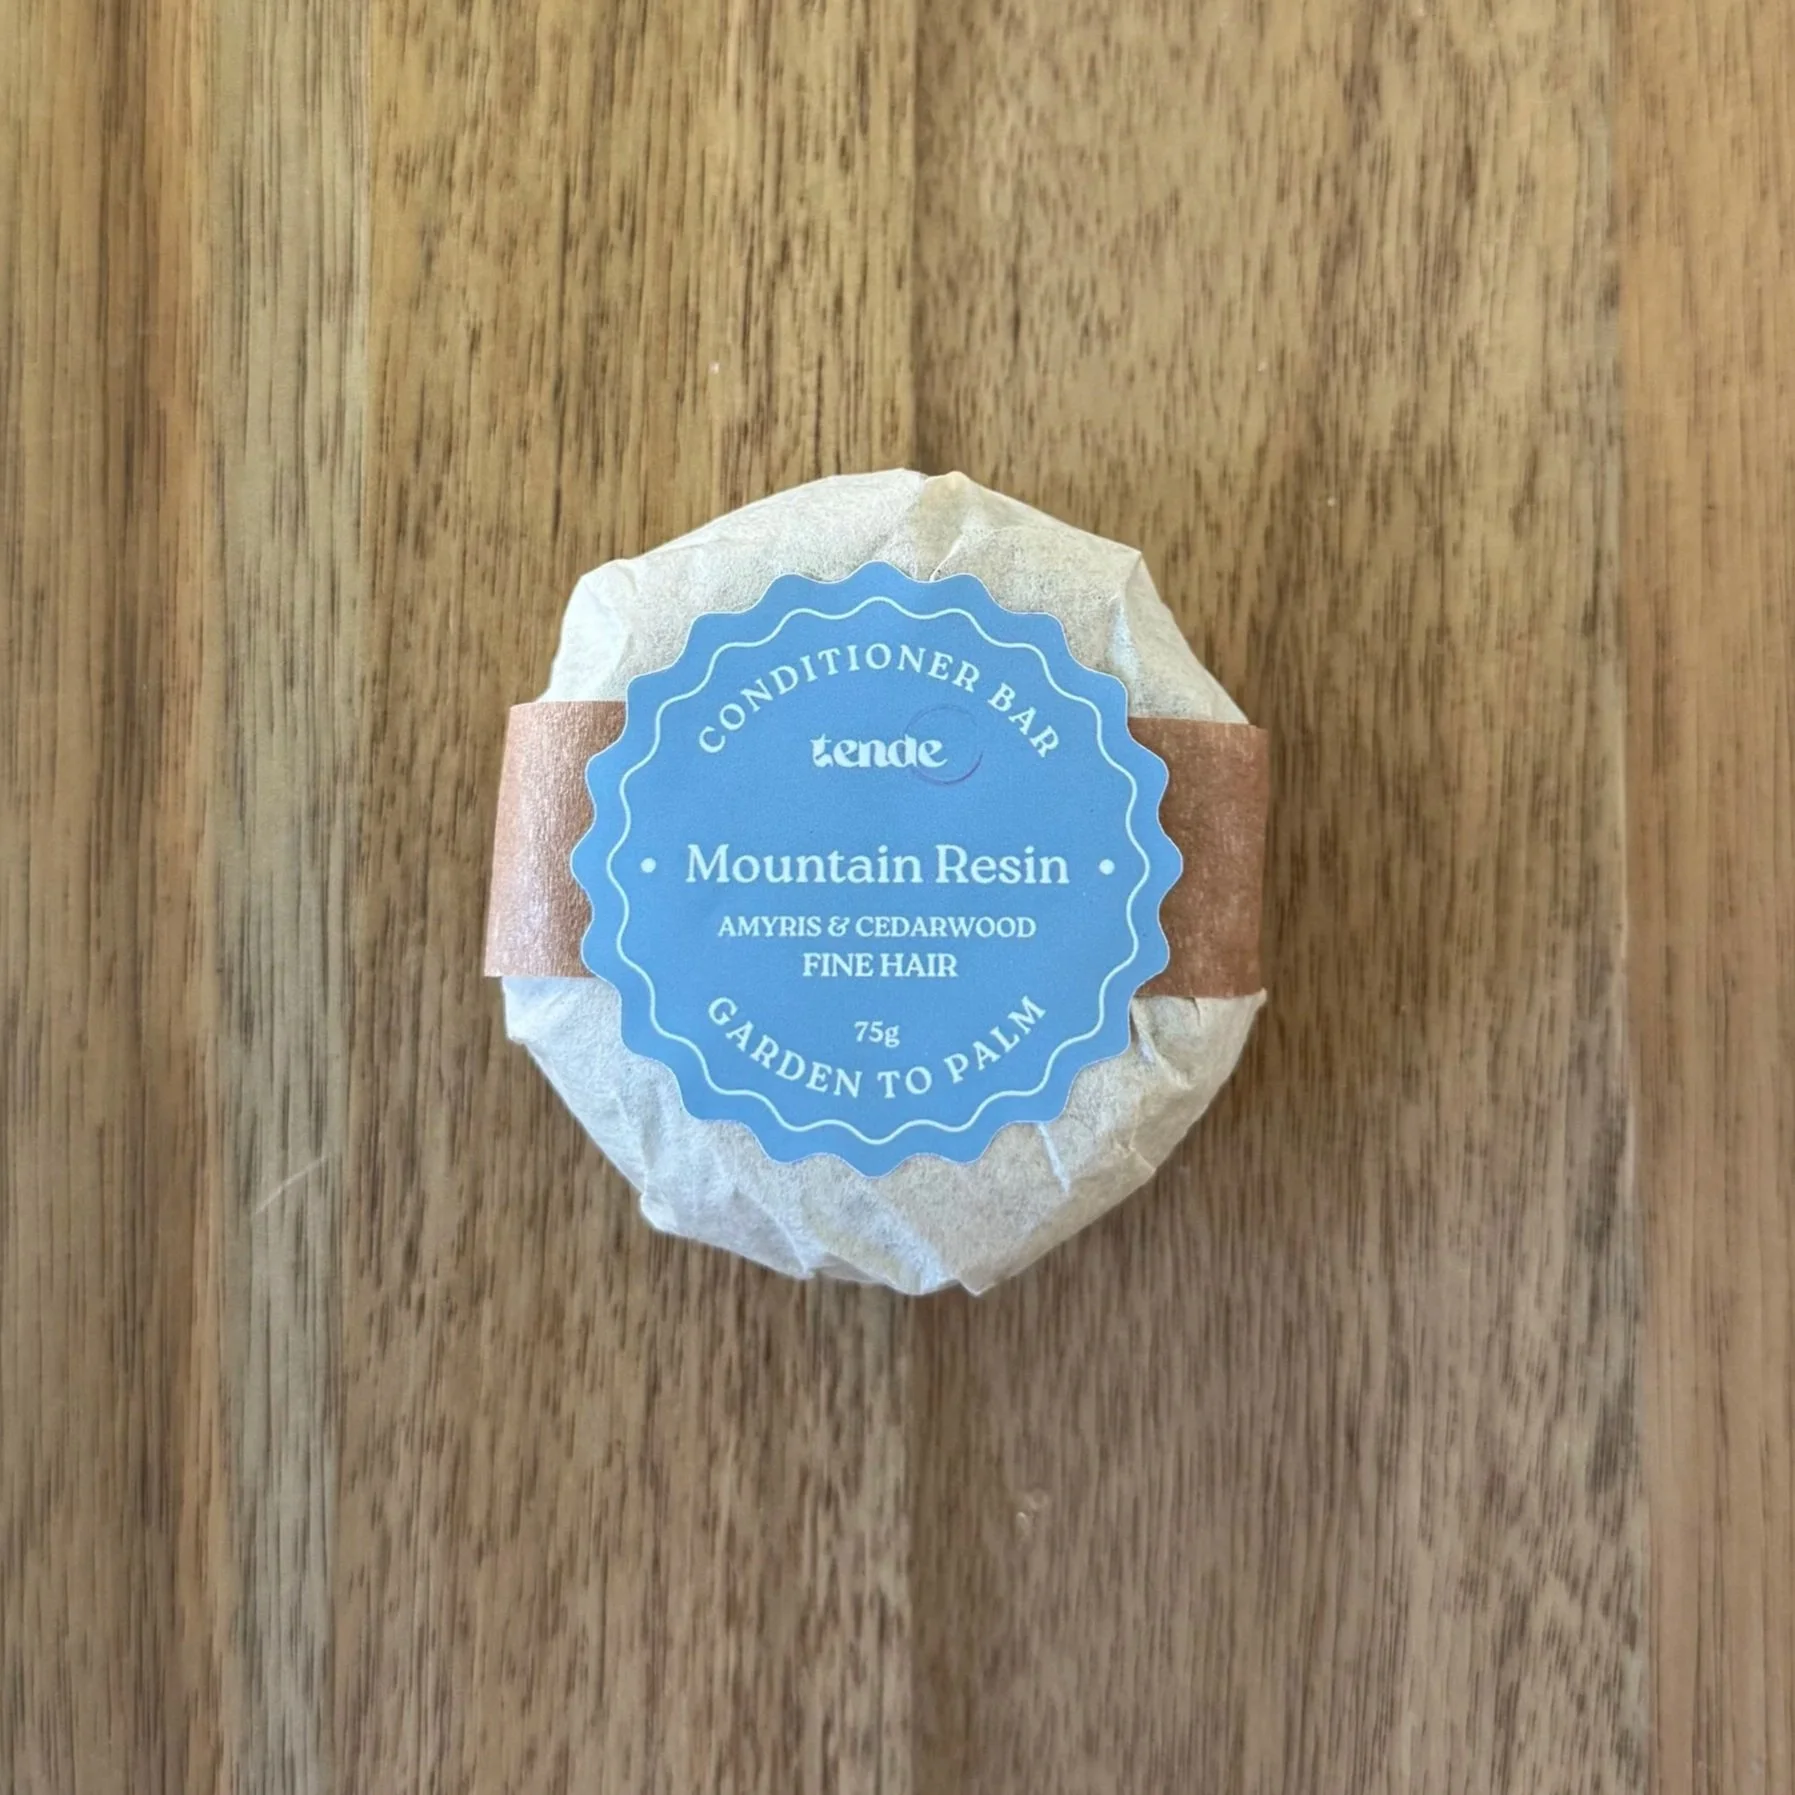 CONDITIONER BAR
tende
Mountain Resin
AMYRIS & CEDARWOOD
FINE HAIR
75g
GARDEN TO PALM